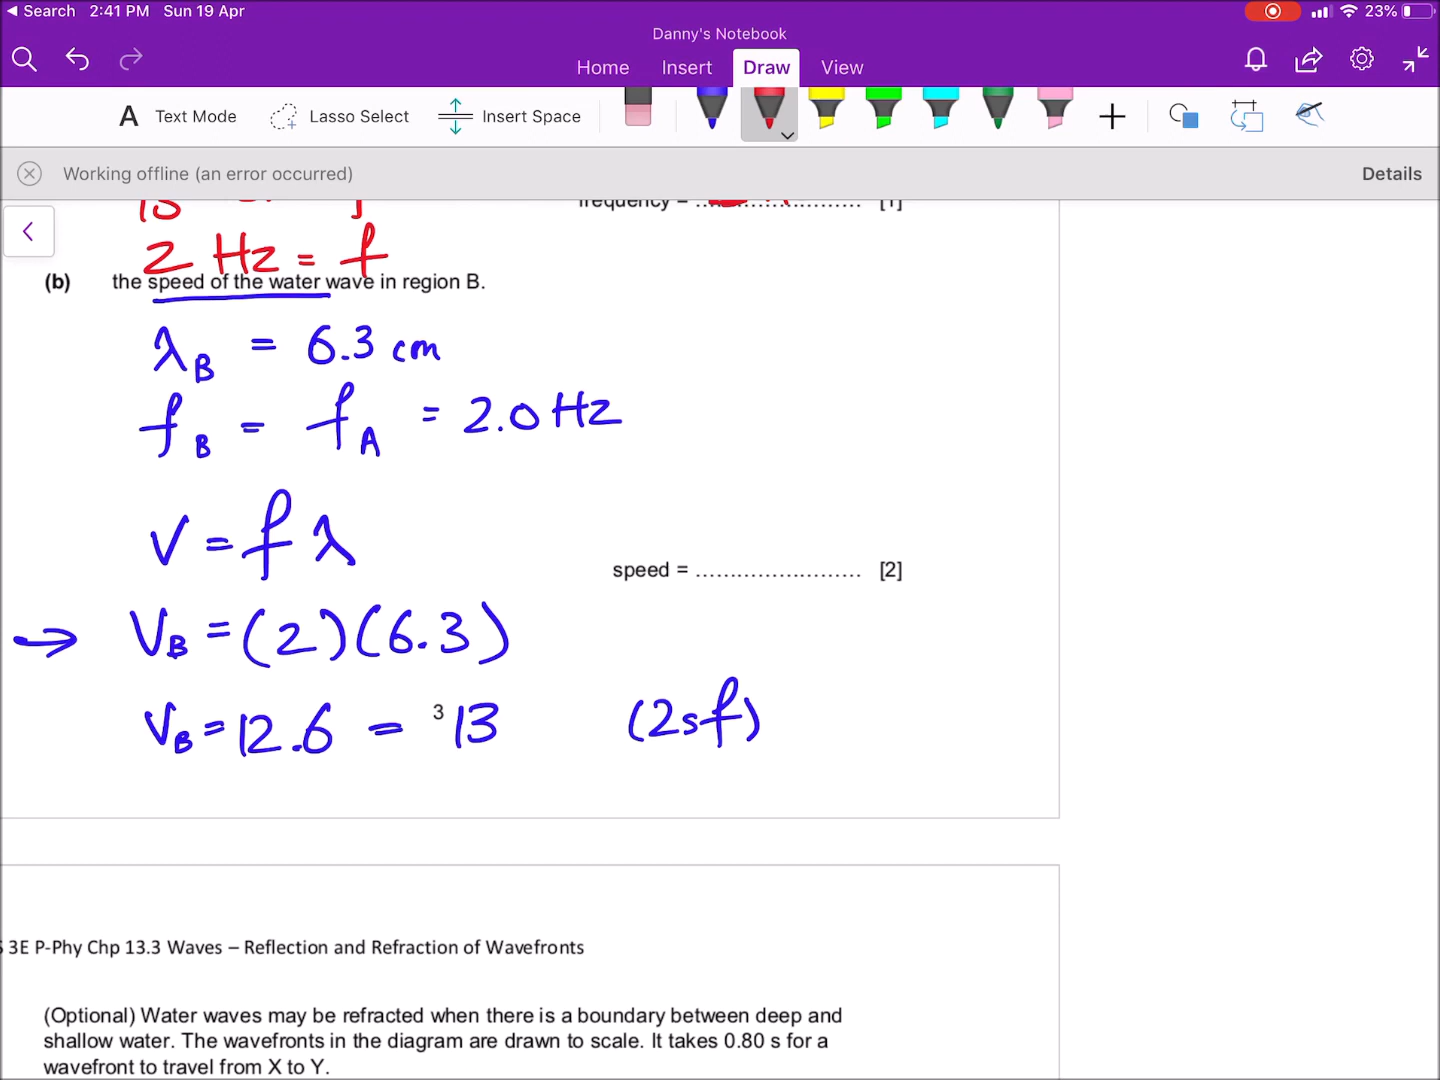 Search 2:41 PM Sun 19 Apr 23%
Danny's Notebook
Home Insert Draw View
A Text Mode Lasso Select Insert Space
Working offline (an error occurred) Details
frequency = ........................ [1]
2 Hz = f
(b) the speed of the water wave in region B.
λB = 6.3 cm
fB = fA = 2.0 Hz
V = f λ
speed = ........................ [2]
→ VB = (2)(6.3)
VB = 12.6 = 13 (2sf)
3
3E P-Phy Chp 13.3 Waves – Reflection and Refraction of Wavefronts
(Optional) Water waves may be refracted when there is a boundary between deep and
shallow water. The wavefronts in the diagram are drawn to scale. It takes 0.80 s for a
wavefront to travel from X to Y.